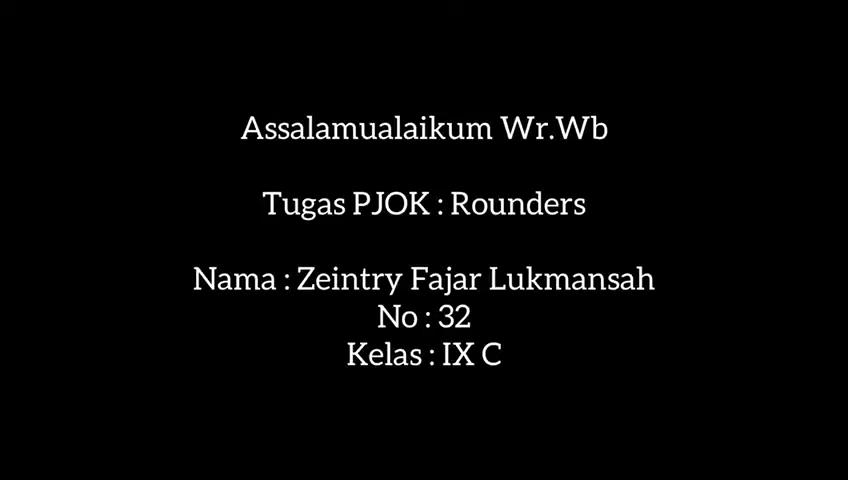 Assalamualaikum Wr.Wb
Tugas PJOK : Rounders
Nama : Zeintry Fajar Lukmansah
No : 32
Kelas : IX C